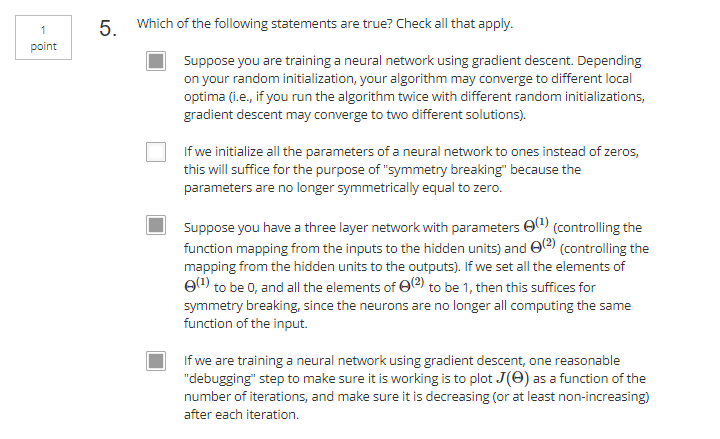 1
point
5. Which of the following statements are true? Check all that apply.
Suppose you are training a neural network using gradient descent. Depending
on your random initialization, your algorithm may converge to different local
optima (i.e., if you run the algorithm twice with different random initializations,
gradient descent may converge to two different solutions).
If we initialize all the parameters of a neural network to ones instead of zeros,
this will suffice for the purpose of "symmetry breaking" because the
parameters are no longer symmetrically equal to zero.
Suppose you have a three layer network with parameters Θ⁽¹⁾ (controlling the
function mapping from the inputs to the hidden units) and Θ⁽²⁾ (controlling the
mapping from the hidden units to the outputs). If we set all the elements of
Θ⁽¹⁾ to be 0, and all the elements of Θ⁽²⁾ to be 1, then this suffices for
symmetry breaking, since the neurons are no longer all computing the same
function of the input.
If we are training a neural network using gradient descent, one reasonable
"debugging" step to make sure it is working is to plot J(Θ) as a function of the
number of iterations, and make sure it is decreasing (or at least non-increasing)
after each iteration.